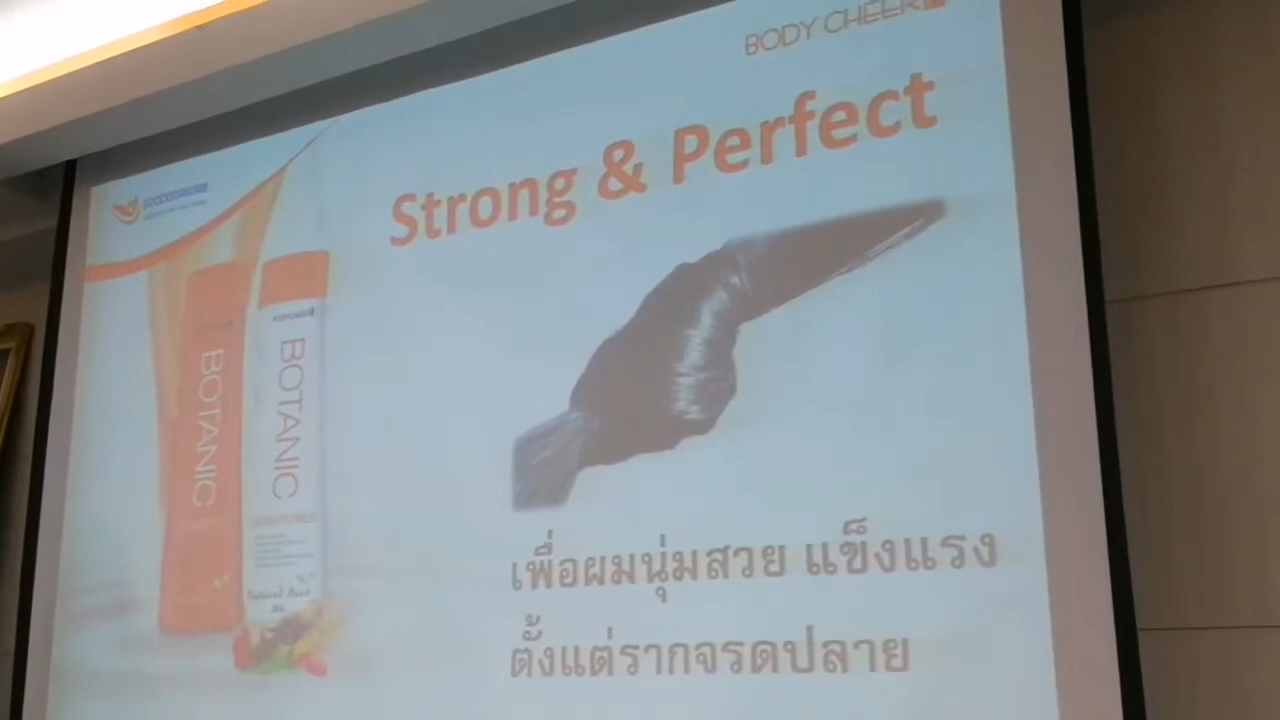 BODY CHEER
Strong & Perfect
BOTANIC
BOTANIC
เพื่อผมนุ่มสวย แข็งแรง
ตั้งแต่รากจรดปลาย